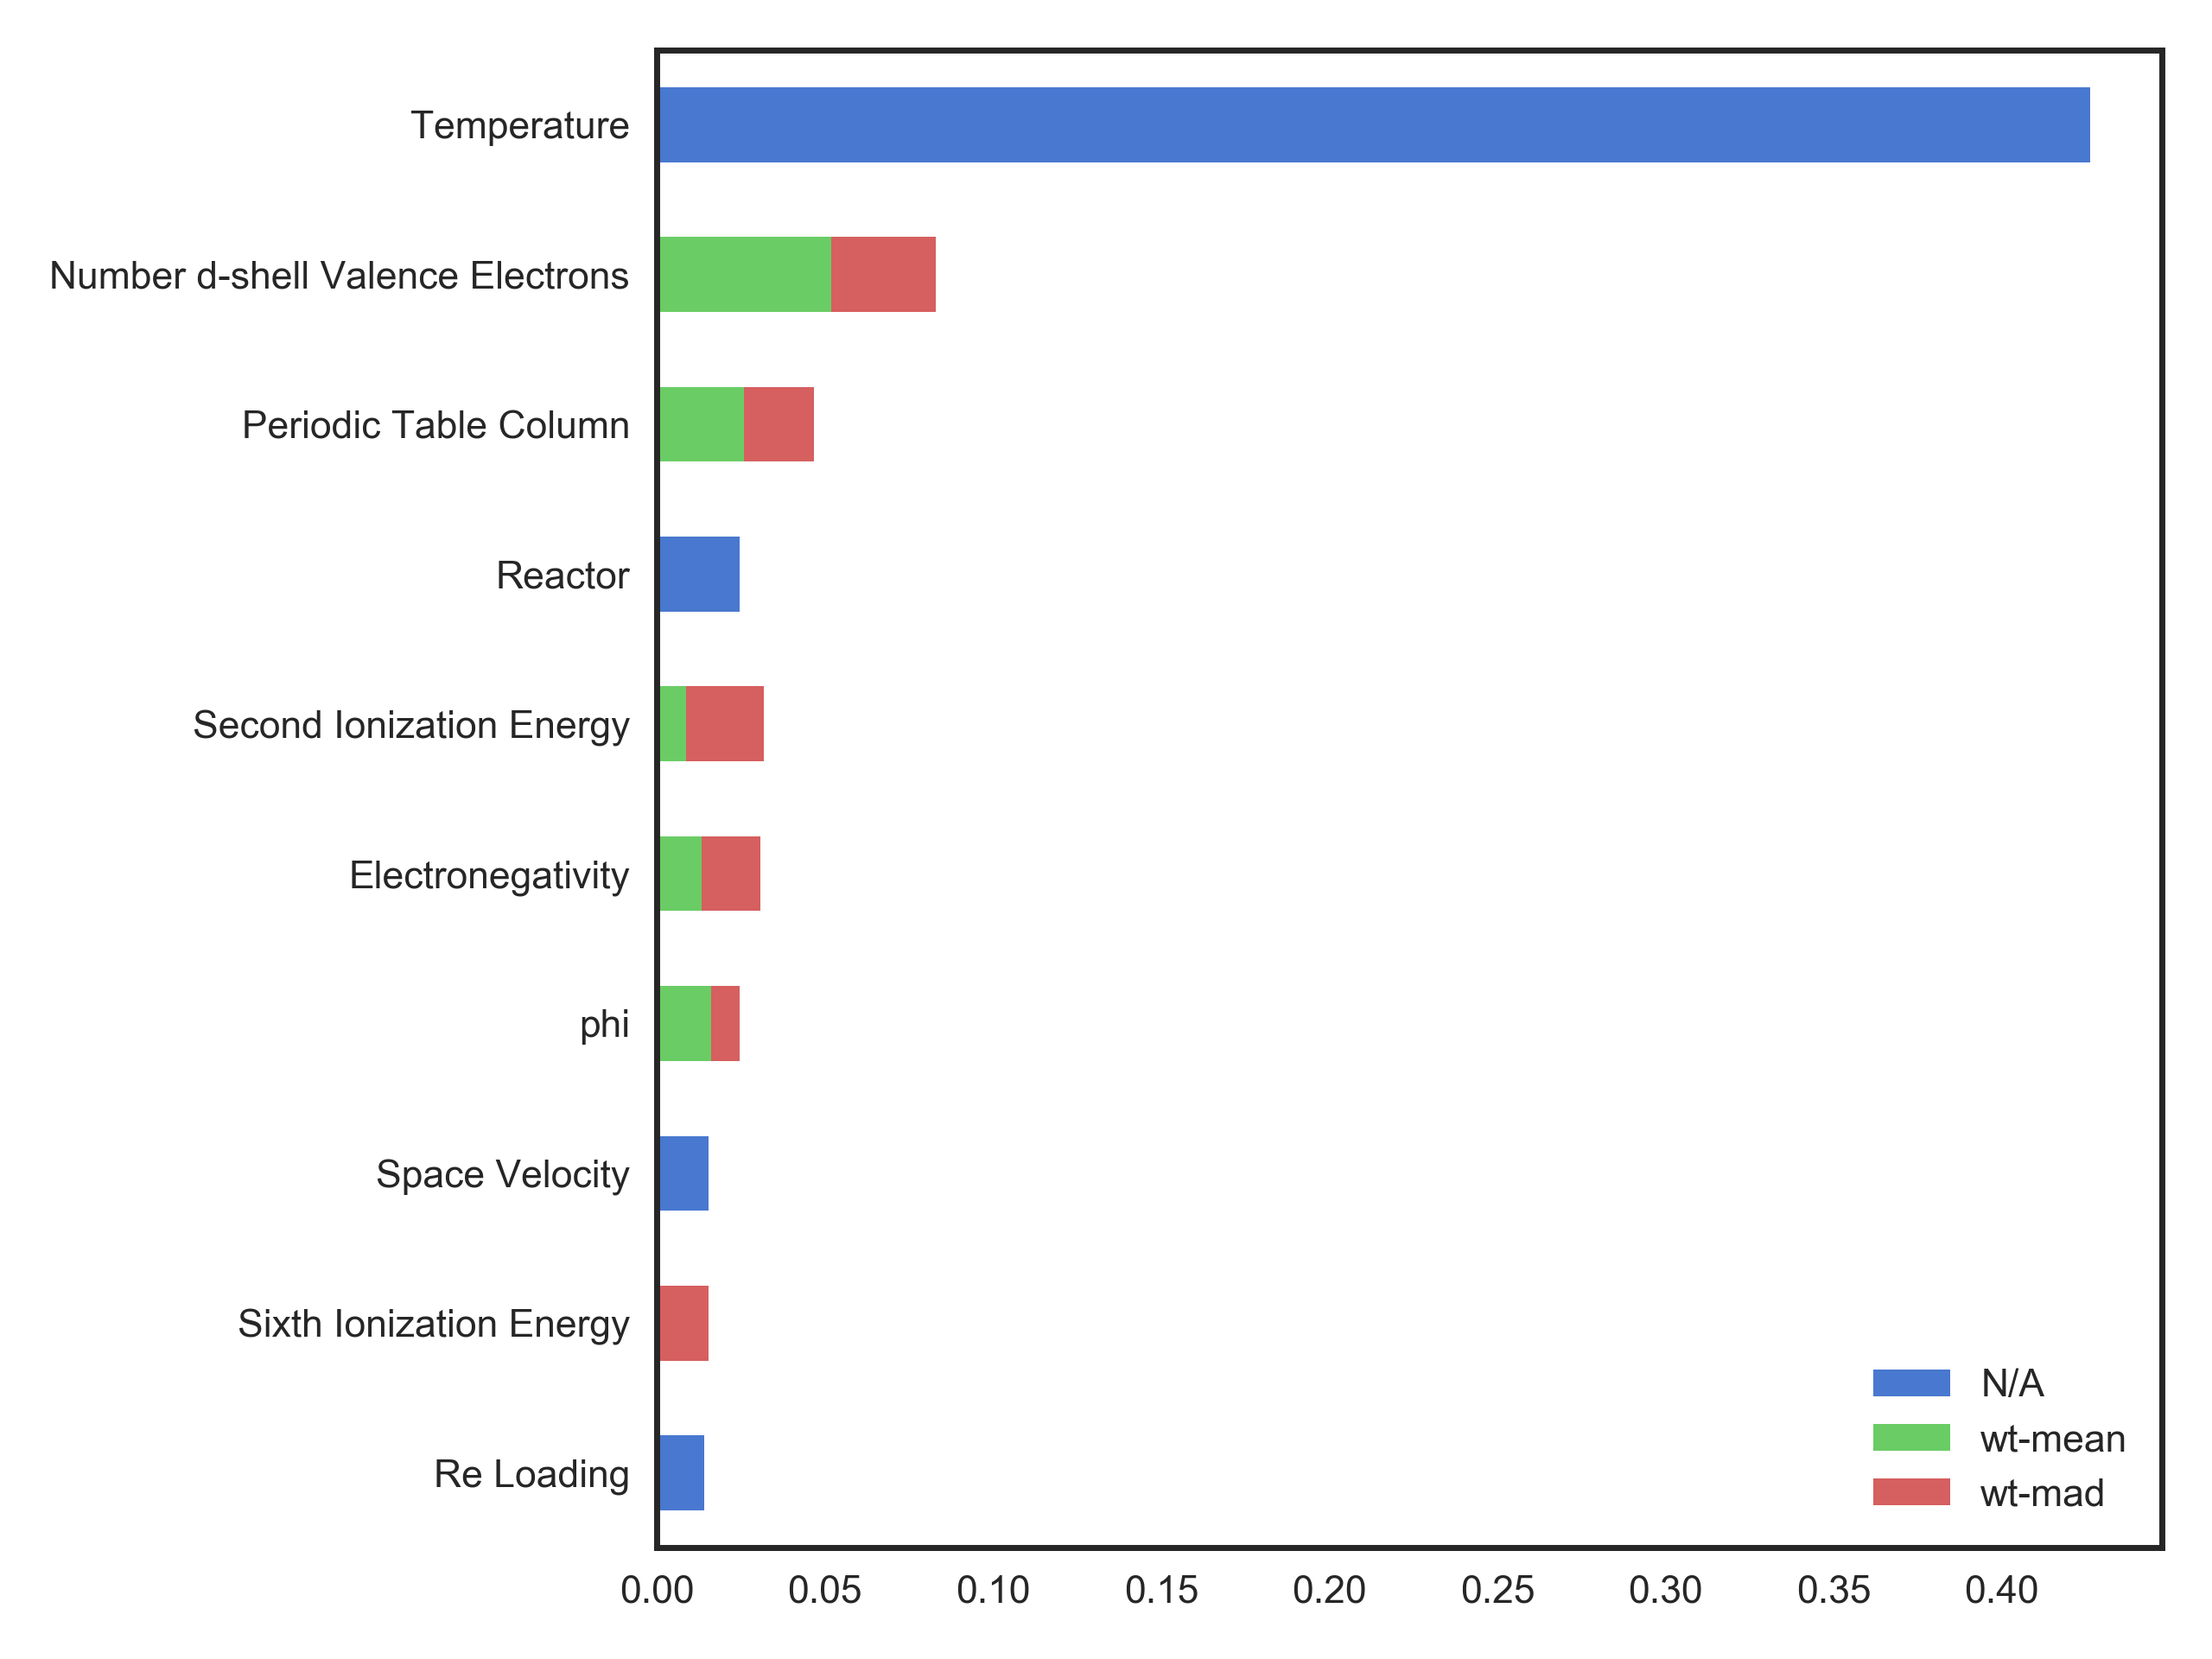 Temperature
Number d-shell Valence Electrons
Periodic Table Column
Reactor
Second Ionization Energy
Electronegativity
phi
Space Velocity
Sixth Ionization Energy
Re Loading
N/A
wt-mean
wt-mad
0.00 0.05 0.10 0.15 0.20 0.25 0.30 0.35 0.40